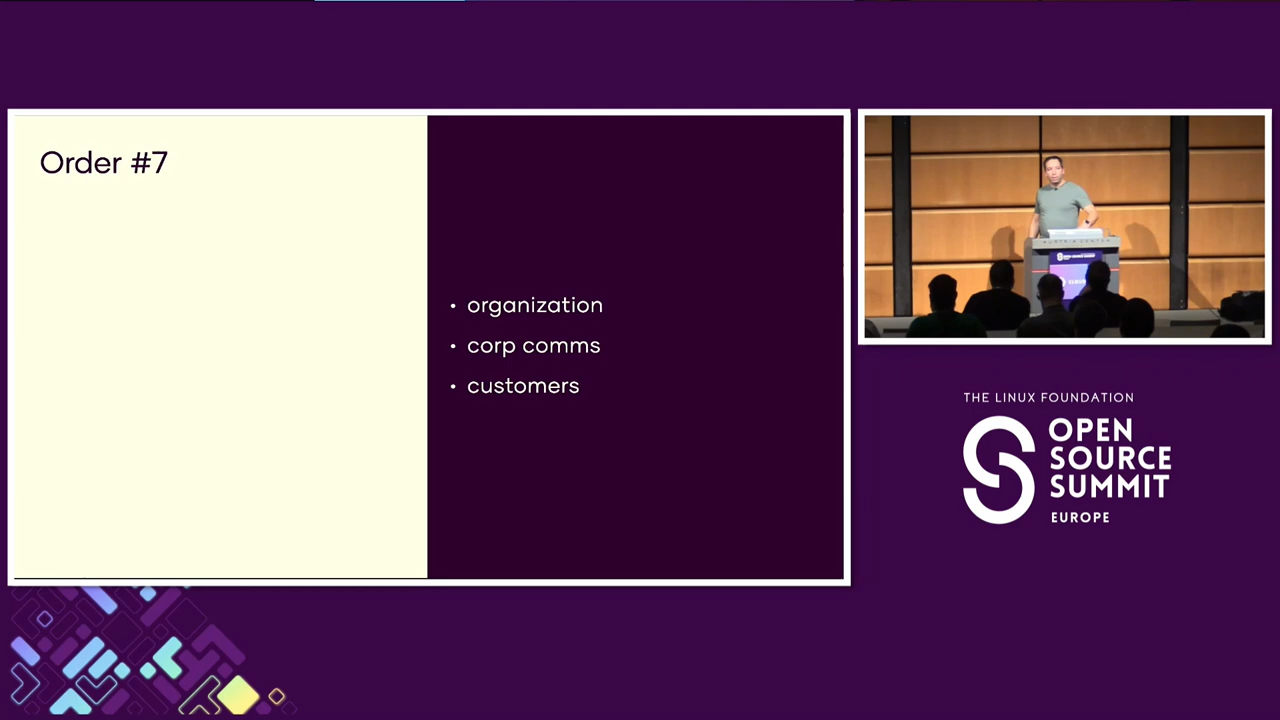 Order #7
• organization
• corp comms
• customers
THE LINUX FOUNDATION
OPEN
SOURCE
SUMMIT
EUROPE